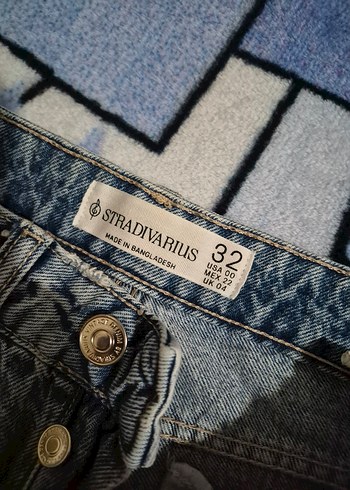 STRADIVARIUS
MADE IN BANGLADESH
32
USA 00
MEX 22
UK 04